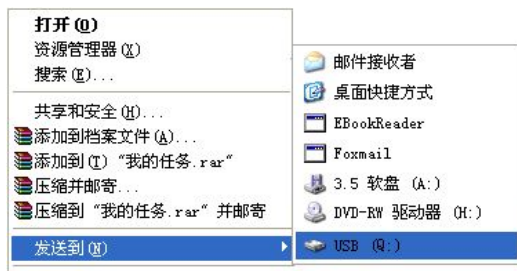 打开(O)
资源管理器(X)
搜索(E)...
共享和安全(H)...
添加到档案文件(A)...
添加到(T) “我的任务.rar”
压缩并邮寄...
压缩到 “我的任务.rar” 并邮寄
发送到(N)
邮件接收者
桌面快捷方式
EBookReader
Foxmail
3.5 软盘 (A:)
DVD-RW 驱动器 (H:)
USB (Q:)